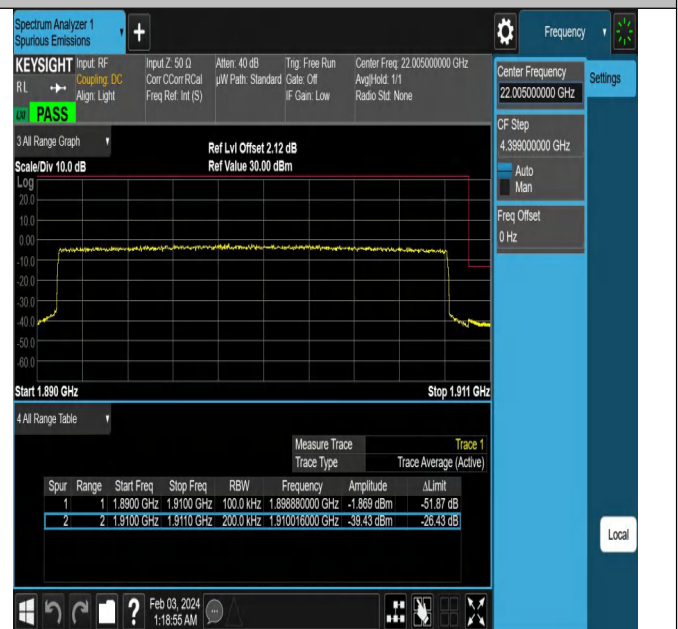 Spectrum Analyzer 1
Spurious Emissions
+
Frequency
KEYSIGHT Input: RF Input Z: 50 Ω Atten: 40 dB Trig: Free Run Center Freq: 22.005000000 GHz
RL Coupling: DC Corr CCorr RCal µW Path: Standard Gate: Off Avg|Hold: 1/1
Align: Light Freq Ref: Int (S) IF Gain: Low Radio Std: None
LXI PASS
Center Frequency
22.005000000 GHz
Settings
CF Step
4.399000000 GHz
Auto
Man
Freq Offset
0 Hz
3 All Range Graph
Ref Lvl Offset 2.12 dB
Scale/Div 10.0 dB Ref Value 30.00 dBm
Log
20.0
10.0
0.00
-10.0
-20.0
-30.0
-40.0
-50.0
-60.0
Start 1.890 GHz Stop 1.911 GHz
4 All Range Table
Measure Trace Trace 1
Trace Type Trace Average (Active)
Spur Range Start Freq Stop Freq RBW Frequency Amplitude ΔLimit
1 1 1.8900 GHz 1.9100 GHz 100.0 kHz 1.898880000 GHz -1.869 dBm -51.87 dB
2 2 1.9100 GHz 1.9110 GHz 200.0 kHz 1.910016000 GHz -39.43 dBm -26.43 dB
Local
? Feb 03, 2024
1:18:55 AM